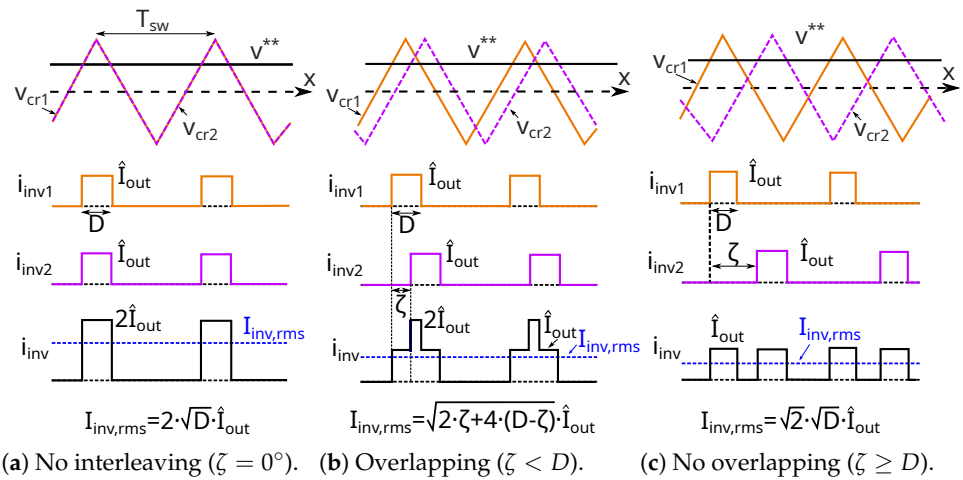 T_sw
v**
x
v_cr1
v_cr2
i_inv1
Î_out
D
i_inv2
Î_out
i_inv
2Î_out
I_inv,rms
I_inv,rms=2·√D·Î_out
(a) No interleaving (ζ = 0°).
v**
x
v_cr1
v_cr2
i_inv1
Î_out
D
i_inv2
Î_out
ζ
i_inv
2Î_out
Î_out
I_inv,rms
I_inv,rms=√(2·ζ+4·(D-ζ))·Î_out
(b) Overlapping (ζ < D).
v**
x
v_cr1
v_cr2
i_inv1
Î_out
D
i_inv2
ζ
Î_out
i_inv
Î_out
I_inv,rms
I_inv,rms=√2·√D·Î_out
(c) No overlapping (ζ ≥ D).